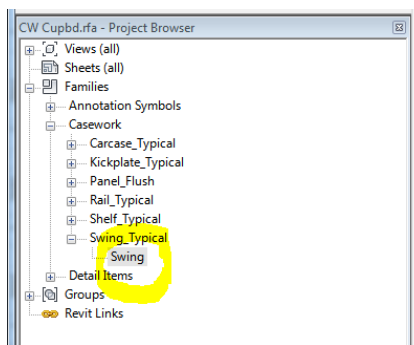 CW Cupbd.rfa - Project Browser
Views (all)
Sheets (all)
Families
Annotation Symbols
Casework
Carcase_Typical
Kickplate_Typical
Panel_Flush
Rail_Typical
Shelf_Typical
Swing_Typical
Swing
Detail Items
Groups
Revit Links